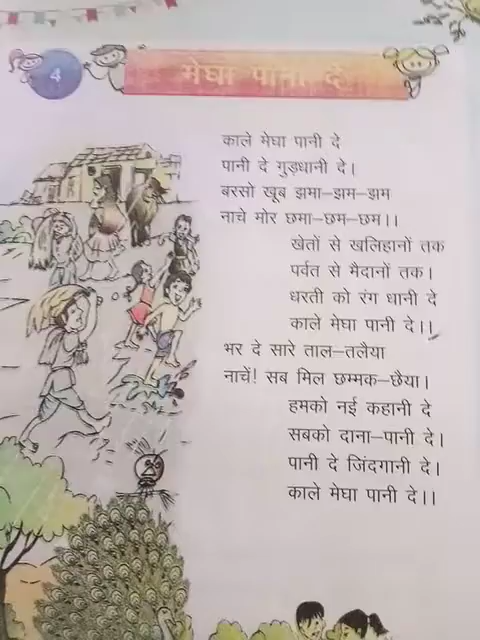 4
मेघा पानी दे
काले मेघा पानी दे
पानी दे गुड़धानी दे।
बरसो खूब झमा–झम–झम
नाचे मोर छमा–छम–छम।।
खेतों से खलिहानों तक
पर्वत से मैदानों तक।
धरती को रंग धानी दे
काले मेघा पानी दे।।
भर दे सारे ताल–तलैया
नाचें! सब मिल छम्मक–छैया।
हमको नई कहानी दे
सबको दाना–पानी दे।
पानी दे जिंदगानी दे।
काले मेघा पानी दे।।